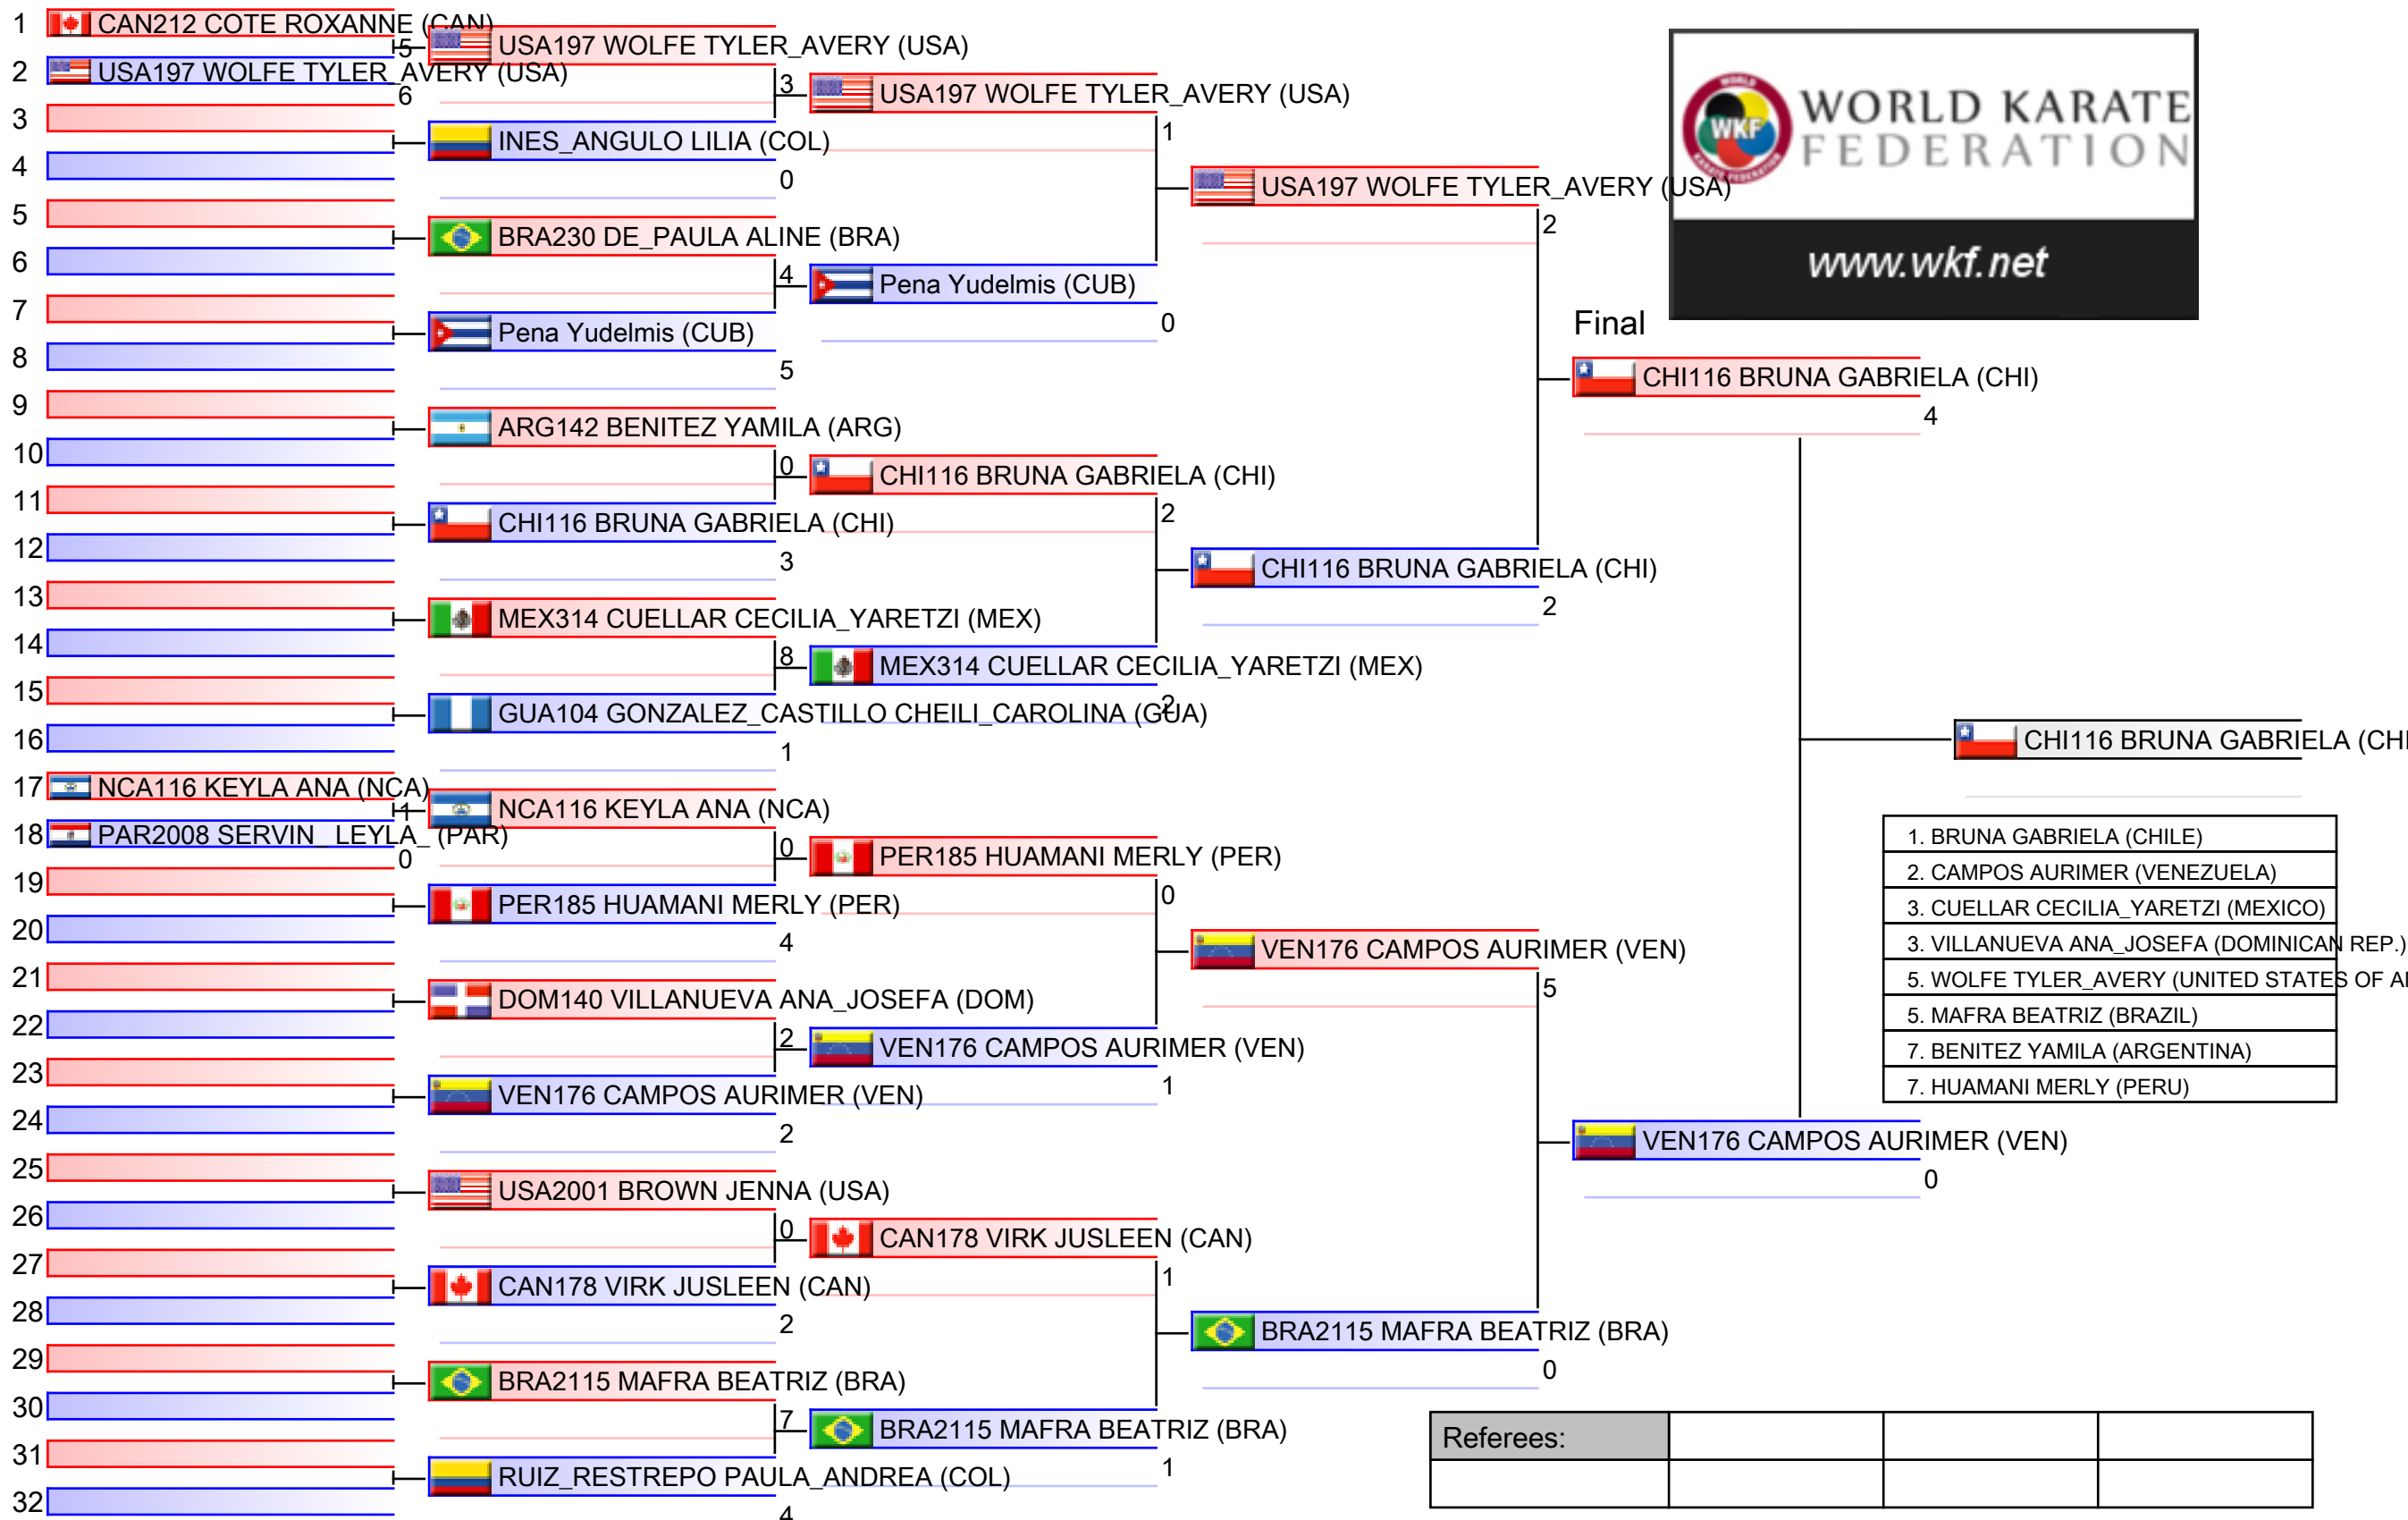 1 CAN212 COTE ROXANNE (CAN)
5
2 USA197 WOLFE TYLER_AVERY (USA)
6
3
4
5
6
7
8
9
10
11
12
13
14
15
16
17 NCA116 KEYLA ANA (NCA)
1
18 PAR2008 SERVIN_ LEYLA_ (PAR)
0
19
20
21
22
23
24
25
26
27
28
29
30
31
32
USA197 WOLFE TYLER_AVERY (USA)
3
INES_ANGULO LILIA (COL)
0
BRA230 DE_PAULA ALINE (BRA)
4
Pena Yudelmis (CUB)
5
ARG142 BENITEZ YAMILA (ARG)
0
CHI116 BRUNA GABRIELA (CHI)
3
MEX314 CUELLAR CECILIA_YARETZI (MEX)
8
GUA104 GONZALEZ_CASTILLO CHEILI_CAROLINA (GUA)
1
NCA116 KEYLA ANA (NCA)
0
PER185 HUAMANI MERLY (PER)
4
DOM140 VILLANUEVA ANA_JOSEFA (DOM)
2
VEN176 CAMPOS AURIMER (VEN)
2
USA2001 BROWN JENNA (USA)
0
CAN178 VIRK JUSLEEN (CAN)
2
BRA2115 MAFRA BEATRIZ (BRA)
7
RUIZ_RESTREPO PAULA_ANDREA (COL)
4
USA197 WOLFE TYLER_AVERY (USA)
1
Pena Yudelmis (CUB)
0
CHI116 BRUNA GABRIELA (CHI)
2
MEX314 CUELLAR CECILIA_YARETZI (MEX)
2
PER185 HUAMANI MERLY (PER)
0
VEN176 CAMPOS AURIMER (VEN)
1
CAN178 VIRK JUSLEEN (CAN)
1
BRA2115 MAFRA BEATRIZ (BRA)
1
USA197 WOLFE TYLER_AVERY (USA)
2
CHI116 BRUNA GABRIELA (CHI)
2
VEN176 CAMPOS AURIMER (VEN)
5
BRA2115 MAFRA BEATRIZ (BRA)
0
Final
CHI116 BRUNA GABRIELA (CHI)
4
VEN176 CAMPOS AURIMER (VEN)
0
CHI116 BRUNA GABRIELA (CHI
WORLD
WKF
KARATE FEDERATION
WORLD KARATE
FEDERATION
www.wkf.net
1. BRUNA GABRIELA (CHILE)
2. CAMPOS AURIMER (VENEZUELA)
3. CUELLAR CECILIA_YARETZI (MEXICO)
3. VILLANUEVA ANA_JOSEFA (DOMINICAN REP.)
5. WOLFE TYLER_AVERY (UNITED STATES OF
5. MAFRA BEATRIZ (BRAZIL)
7. BENITEZ YAMILA (ARGENTINA)
7. HUAMANI MERLY (PERU)
Referees: